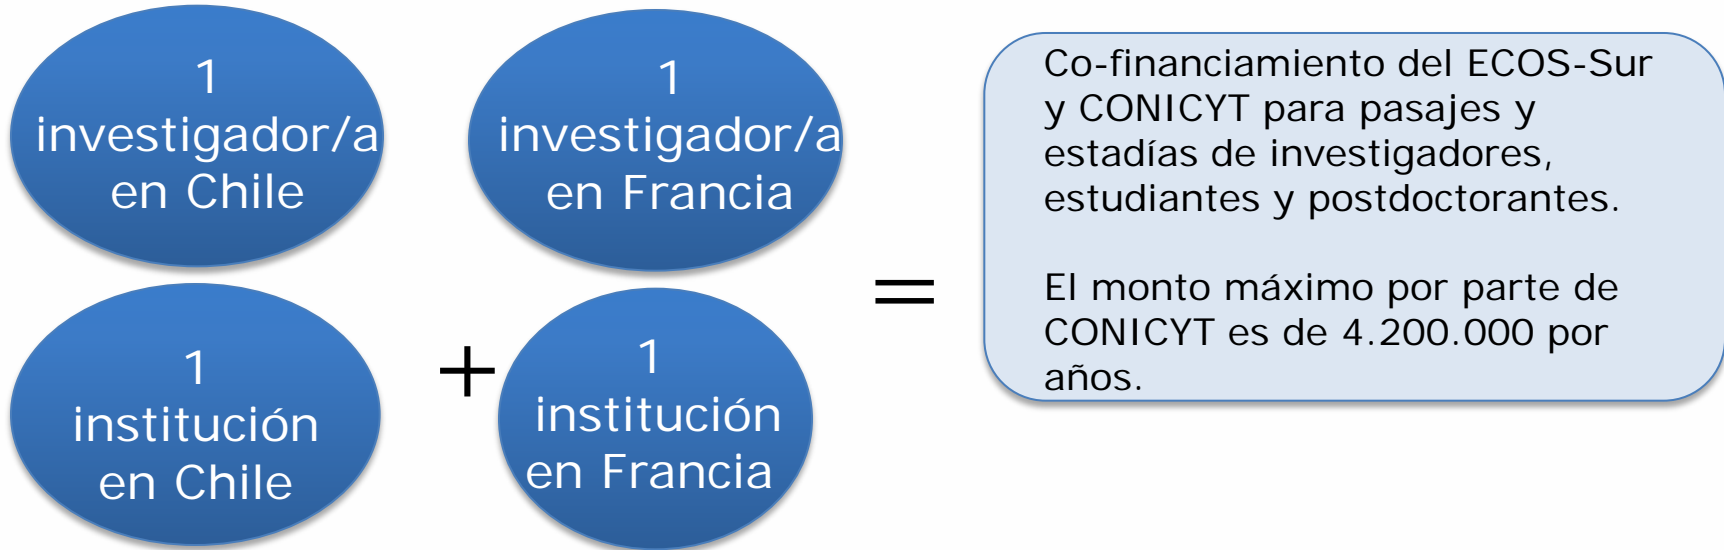 1
investigador/a
en Chile
1
investigador/a
en Francia
1
institución
en Chile
+
1
institución
en Francia
=
Co-financiamiento del ECOS-Sur
y CONICYT para pasajes y
estadías de investigadores,
estudiantes y postdoctorantes.
El monto máximo por parte de
CONICYT es de 4.200.000 por
años.